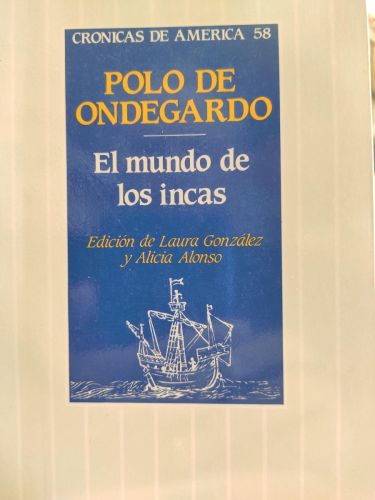 CRONICAS DE AMERICA 58
POLO DE
ONDEGARDO
El mundo de
los incas
Edición de Laura González
y Alicia Alonso